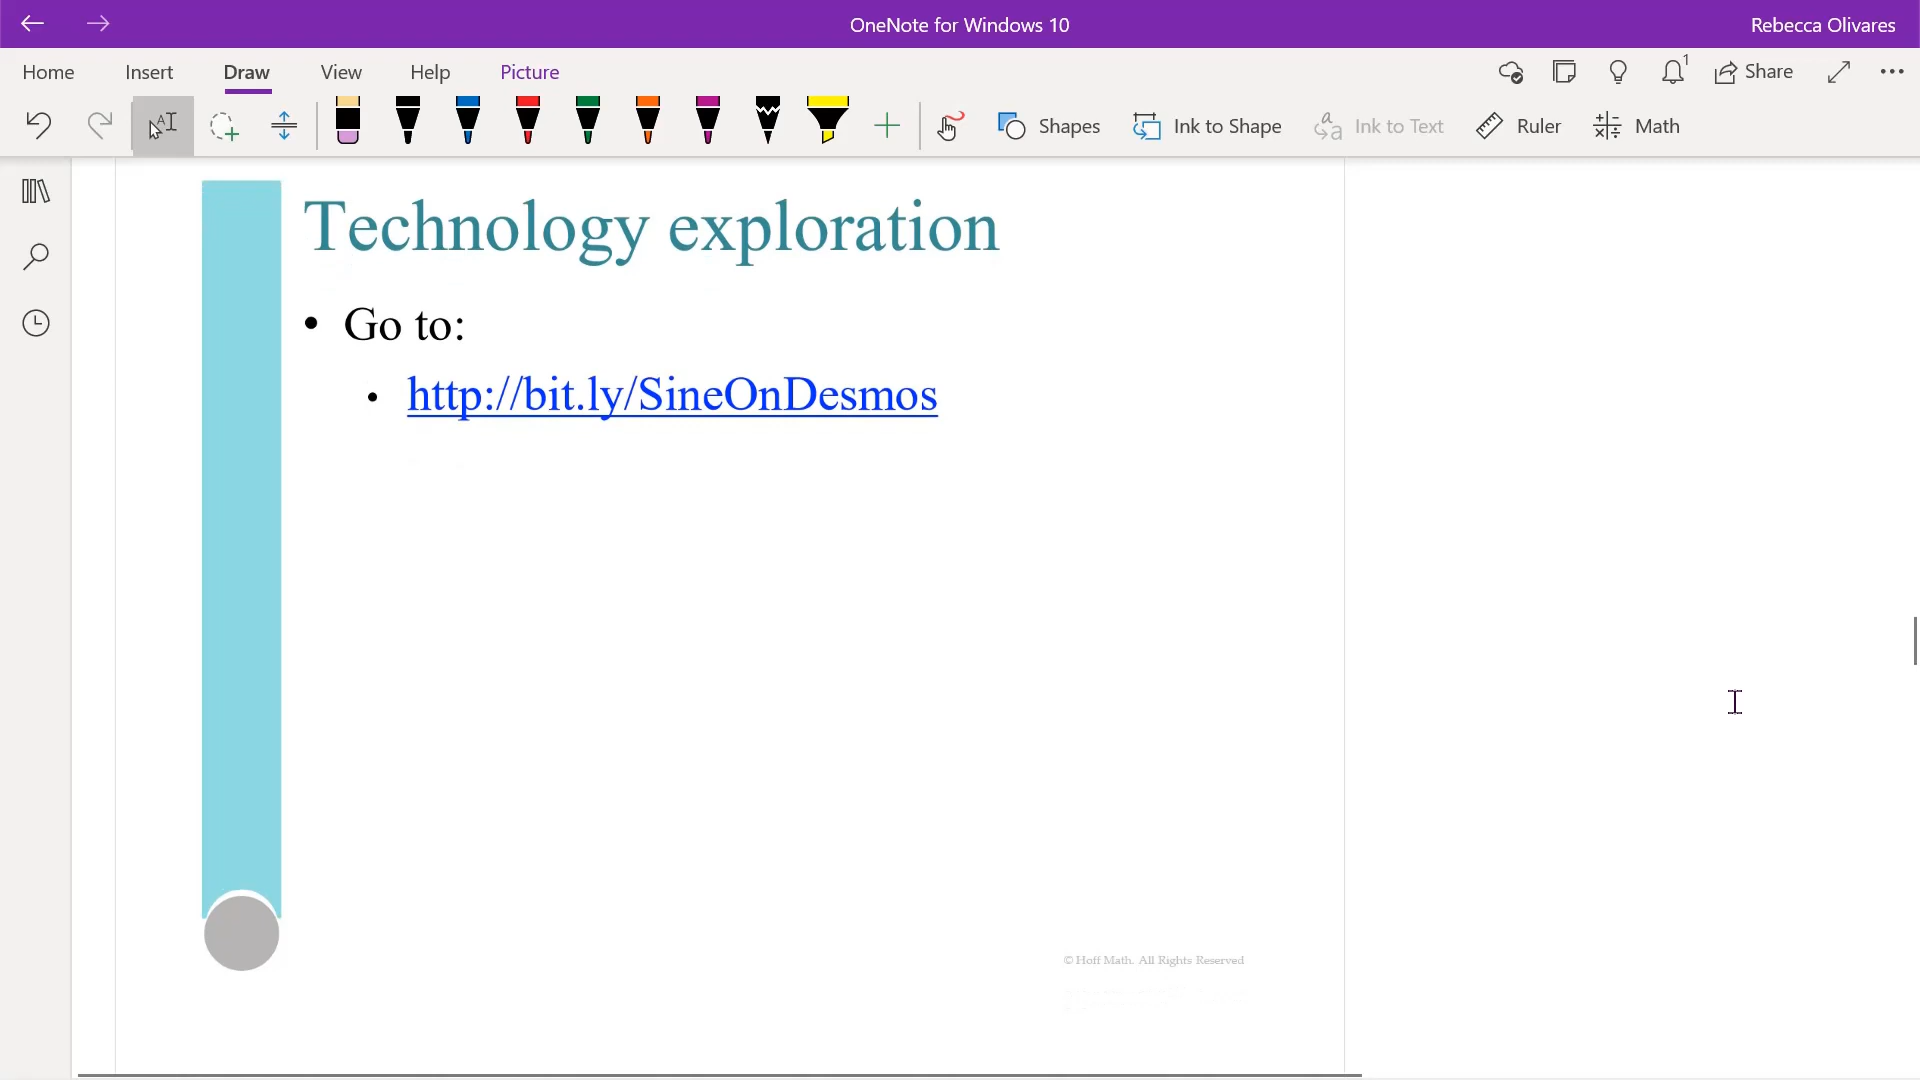 OneNote for Windows 10
Rebecca Olivares
Home Insert Draw View Help Picture
1
Share
Shapes Ink to Shape Ink to Text Ruler Math
Technology exploration
• Go to:
• http://bit.ly/SineOnDesmos
© Hoff Math. All Rights Reserved